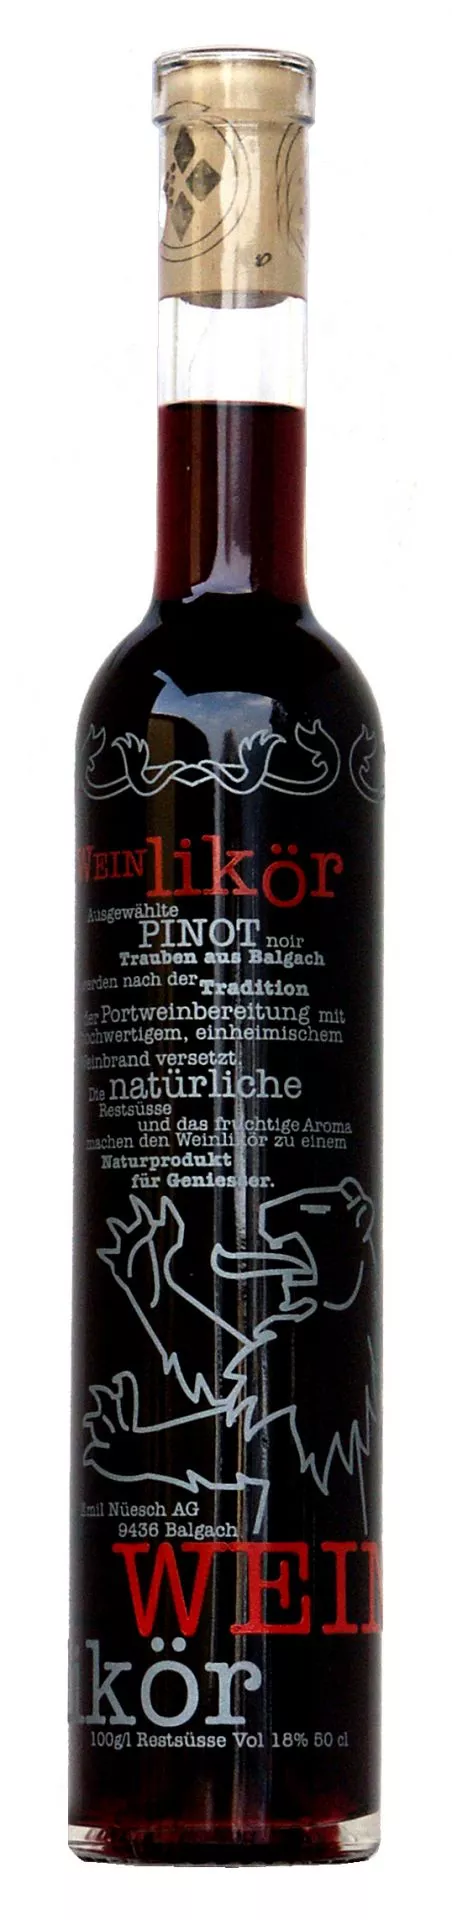 WEINlikör
Ausgewählte
PINOT noir
Trauben aus Balgach
werden nach der Tradition
der Portweinbereitung mit
hochwertigem, einheimischem
Weinbrand versetzt.
Die natürliche
Restsüsse
und das fruchtige Aroma
machen den Weinlikör zu einem
Naturprodukt
für Geniesser.
Emil Nüesch AG
9436 Balgach
WEIN
likör
100g/l Restsüsse Vol 18% 50 cl